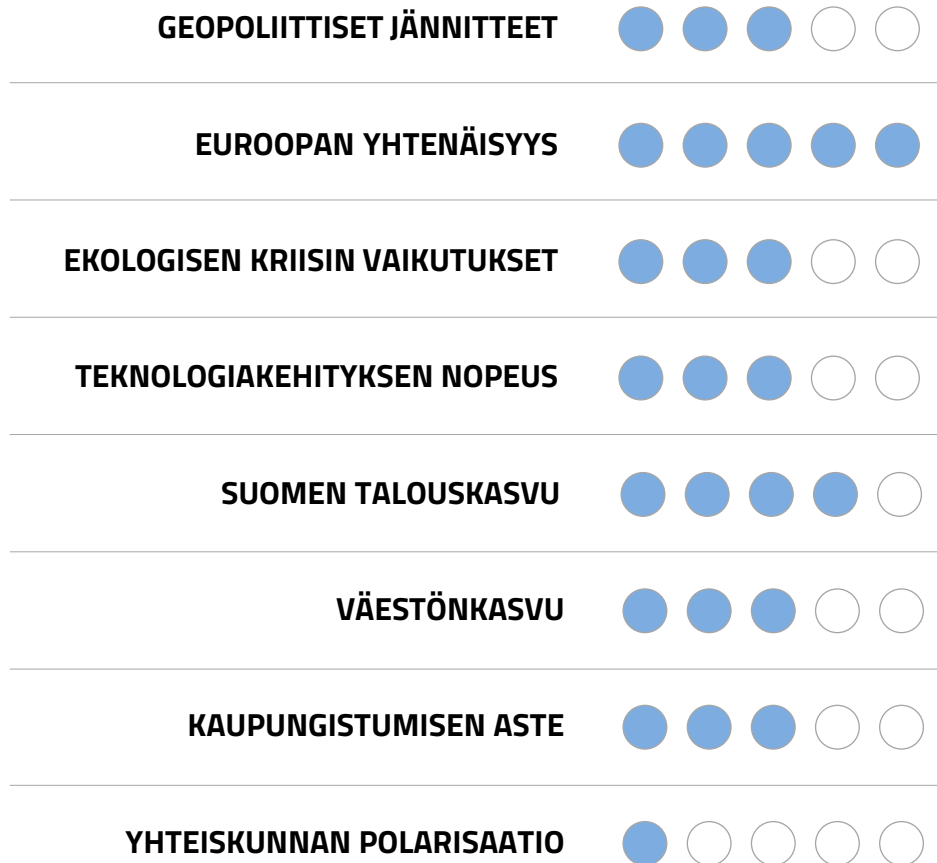 GEOPOLIITTISET JÄNNITTEET
EUROOPAN YHTENÄISYYS
EKOLOGISEN KRIISIN VAIKUTUKSET
TEKNOLOGIAKEHITYKSEN NOPEUS
SUOMEN TALOUSKASVU
VÄESTÖNKASVU
KAUPUNGISTUMISEN ASTE
YHTEISKUNNAN POLARISAATIO